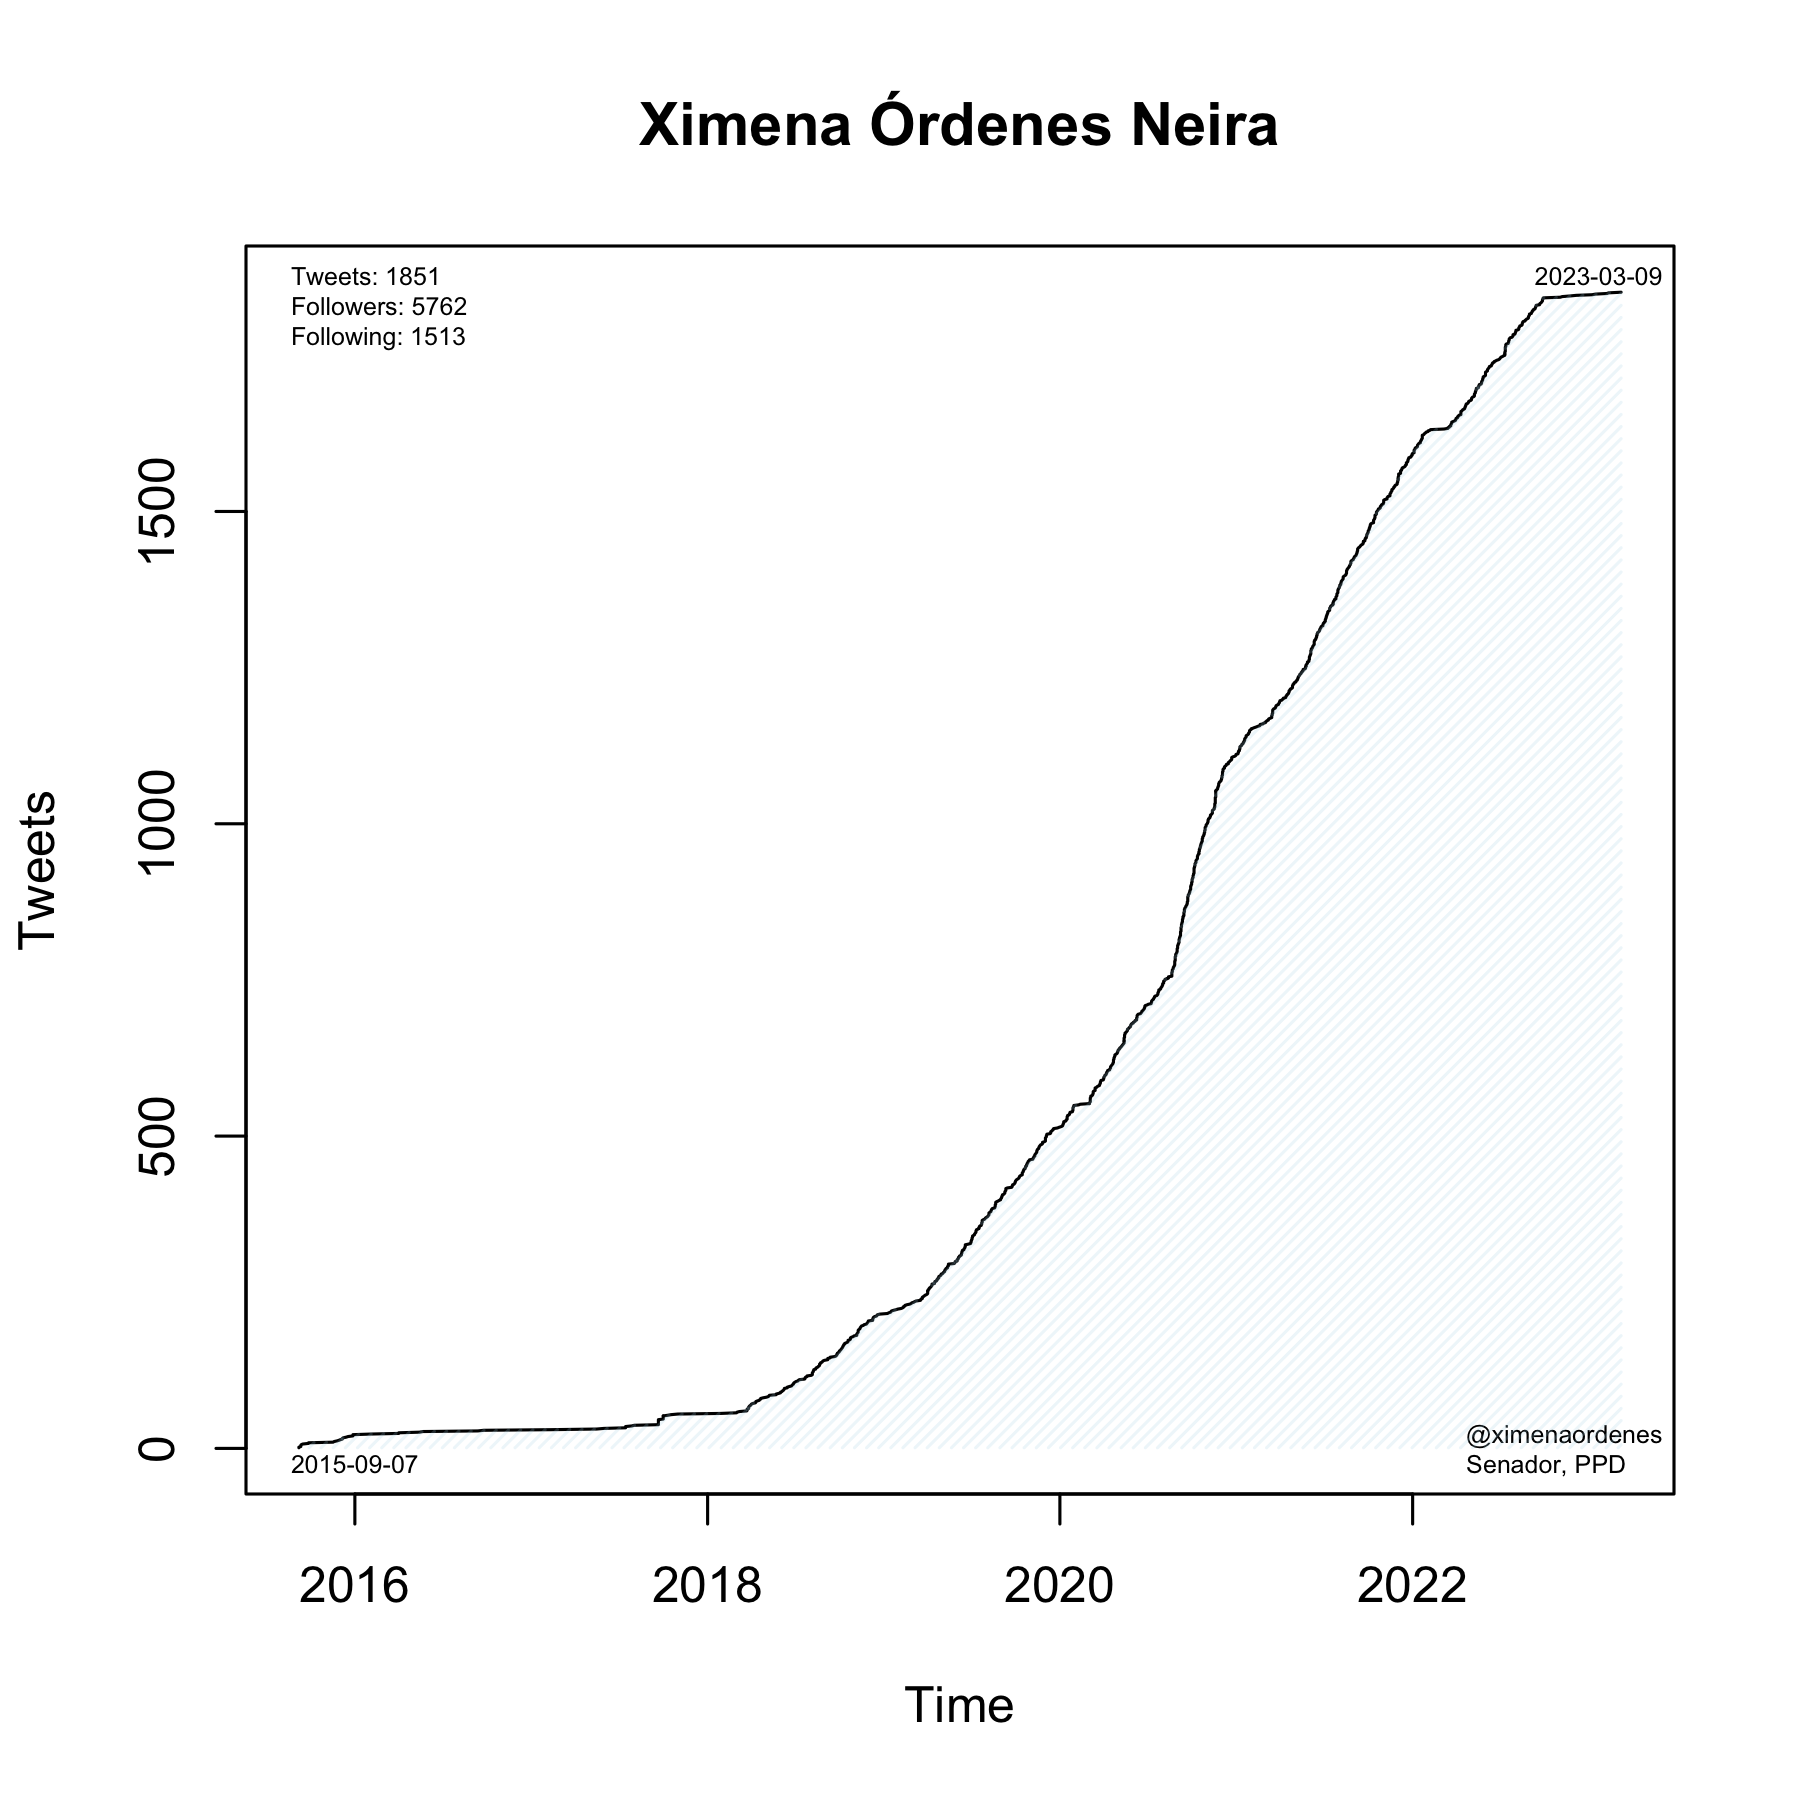 Ximena Órdenes Neira
Tweets: 1851
Followers: 5762
Following: 1513
2023-03-09
Tweets
1500
1000
500
0
2015-09-07
@ximenaordenes
Senador, PPD
2016 2018 2020 2022
Time